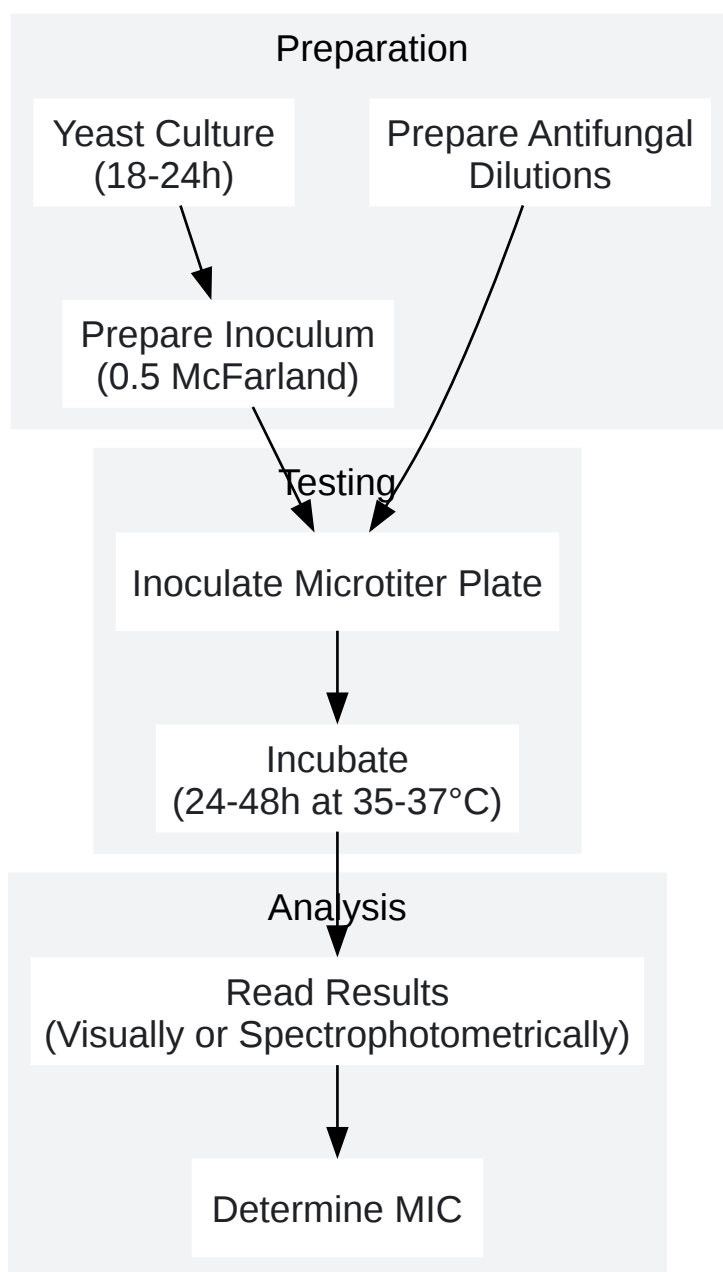 Preparation
Yeast Culture
(18-24h)
Prepare Antifungal
Dilutions
Prepare Inoculum
(0.5 McFarland)
Testing
Inoculate Microtiter Plate
Incubate
(24-48h at 35-37°C)
Analysis
Read Results
(Visually or Spectrophotometrically)
Determine MIC